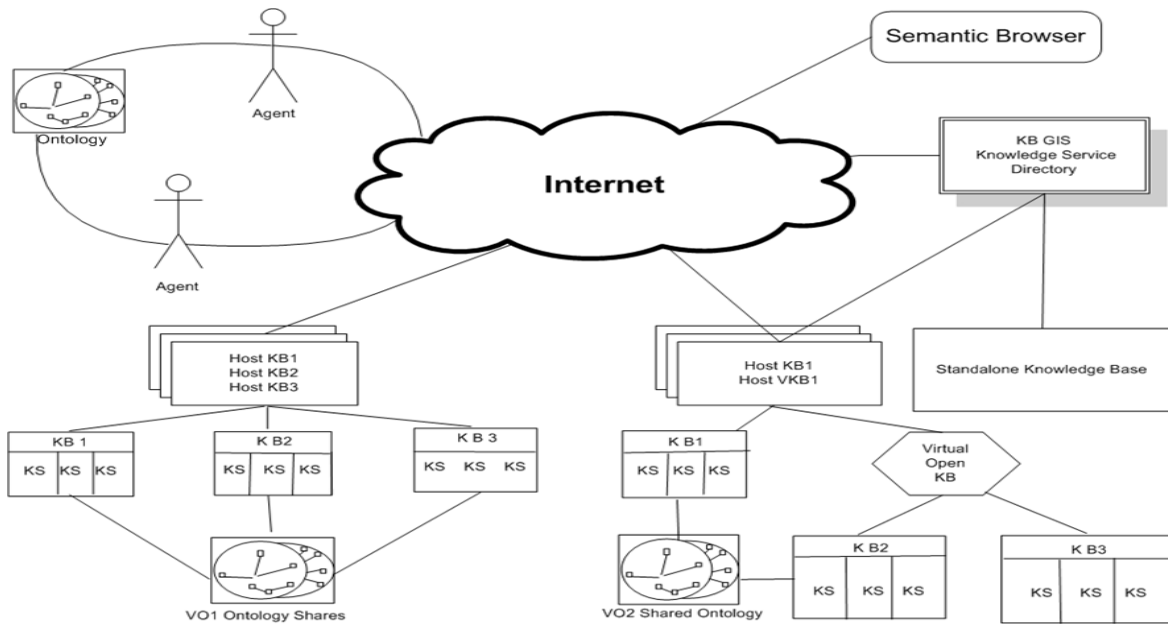 Semantic Browser
Agent
Ontology
KB GIS
Knowledge Service
Directory
Internet
Agent
Host KB1
Host KB2
Host KB3
Host KB1
Host VKB1
Standalone Knowledge Base
KB 1
KS KS KS
K B2
KS KS KS
K B 3
KS KS KS
K B1
KS KS KS
Virtual
Open
KB
K B2
KS KS KS
K B3
KS KS KS
VO1 Ontology Shares
VO2 Shared Ontology